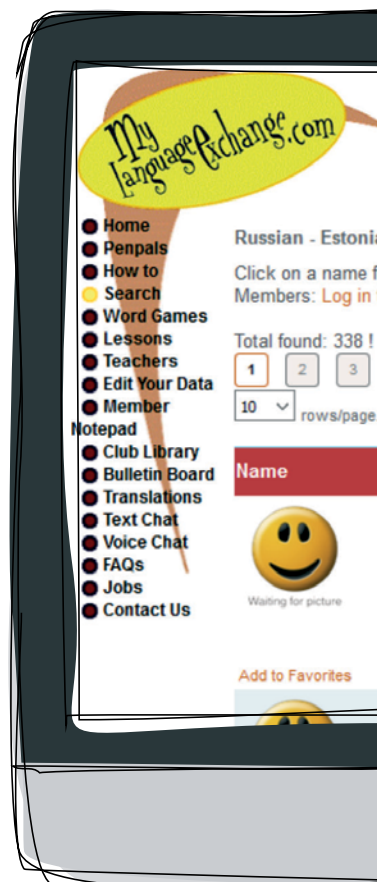 My
Language Exchange.com
Home
Penpals
How to
Search
Word Games
Lessons
Teachers
Edit Your Data
Member
Notepad
Club Library
Bulletin Board
Translations
Text Chat
Voice Chat
FAQs
Jobs
Contact Us
Russian - Estonia
Click on a name f
Members: Log in
Total found: 338 !
1 2 3
10 rows/page
Name
Waiting for picture
Add to Favorites